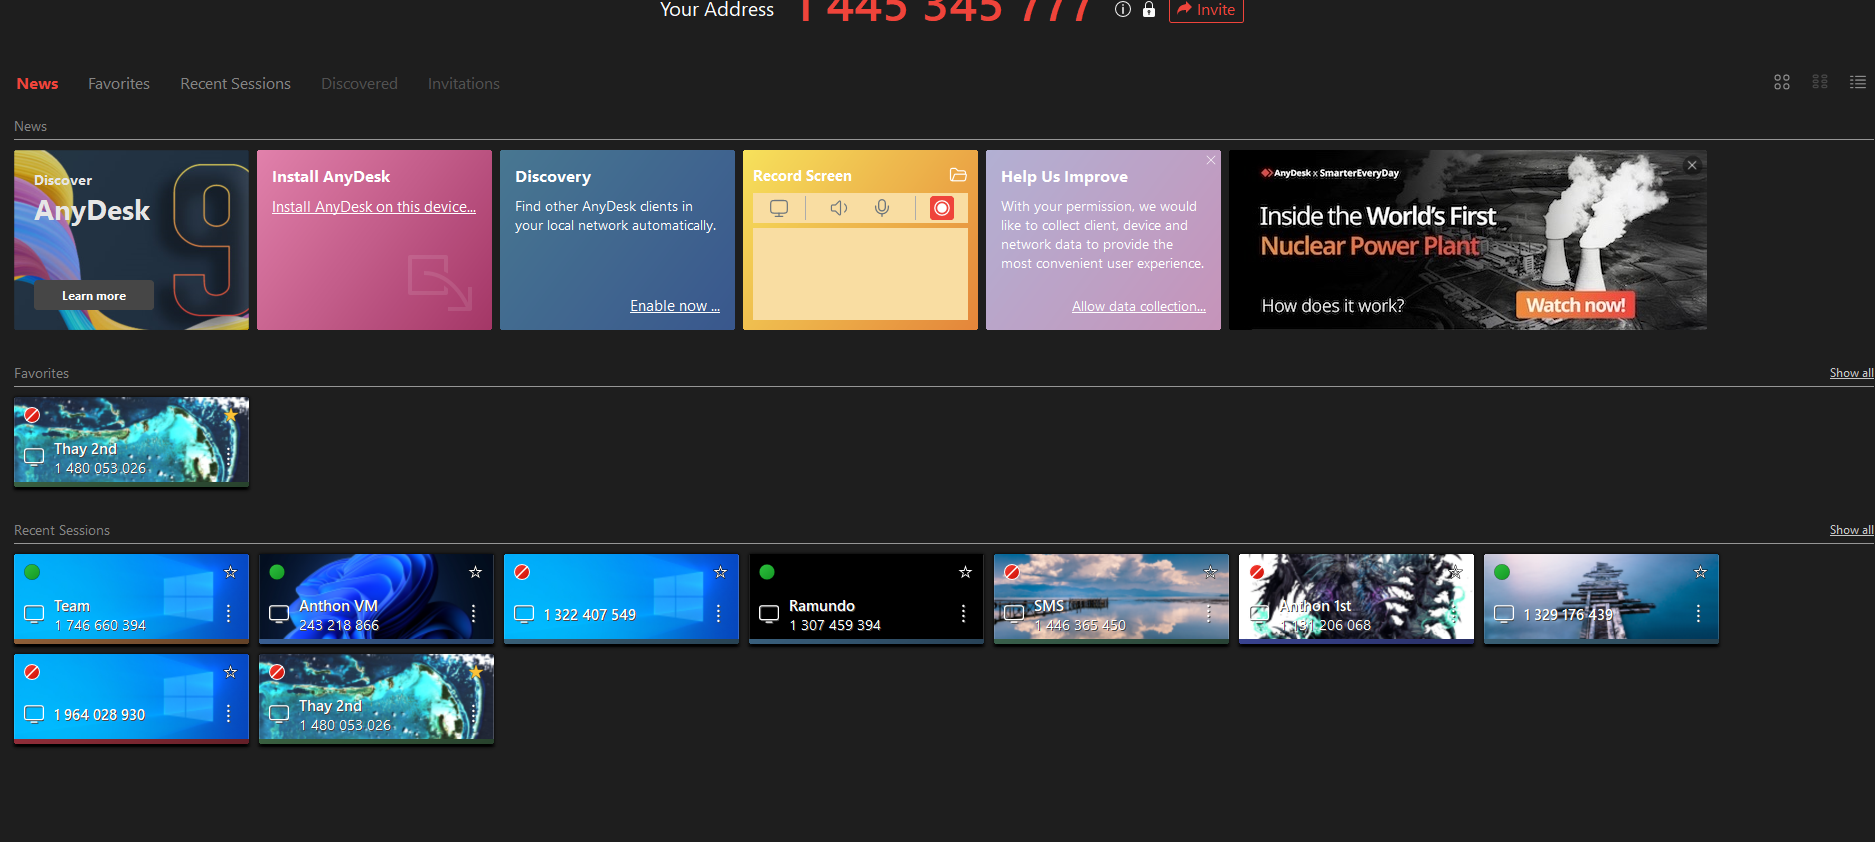 Your Address 1 445 345 777 Invite
News Favorites Recent Sessions Discovered Invitations
News
Discover
AnyDesk
9
Learn more
Install AnyDesk
Install AnyDesk on this device...
Discovery
Find other AnyDesk clients in
your local network automatically.
Enable now ...
Record Screen
Help Us Improve
With your permission, we would
like to collect client, device and
network data to provide the
most convenient user experience.
Allow data collection...
AnyDesk x SmarterEveryDay
Inside the World's First
Nuclear Power Plant
How does it work?
Watch now!
Favorites Show all
Thay 2nd
1 480 053 026
Recent Sessions Show all
Team
1 746 660 394
Anthon VM
243 218 866
1 322 407 549
Ramundo
1 307 459 394
SMS
1 446 365 450
Anthon 1st
1 131 206 068
1 329 176 439
1 964 028 930
Thay 2nd
1 480 053 026